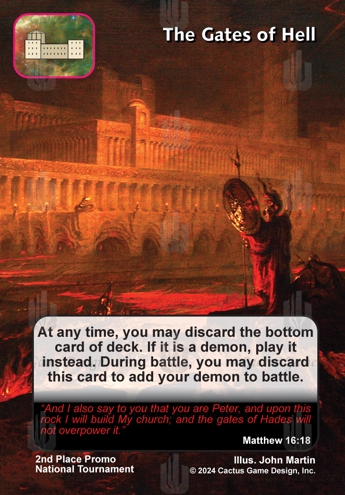 The Gates of Hell
At any time, you may discard the bottom
card of deck. If it is a demon, play it
instead. During battle, you may discard
this card to add your demon to battle.
"And I also say to you that you are Peter, and upon this
rock I will build My church; and the gates of Hades will
not overpower it."
Matthew 16:18
2nd Place Promo
National Tournament
Illus. John Martin
© 2024 Cactus Game Design, Inc.